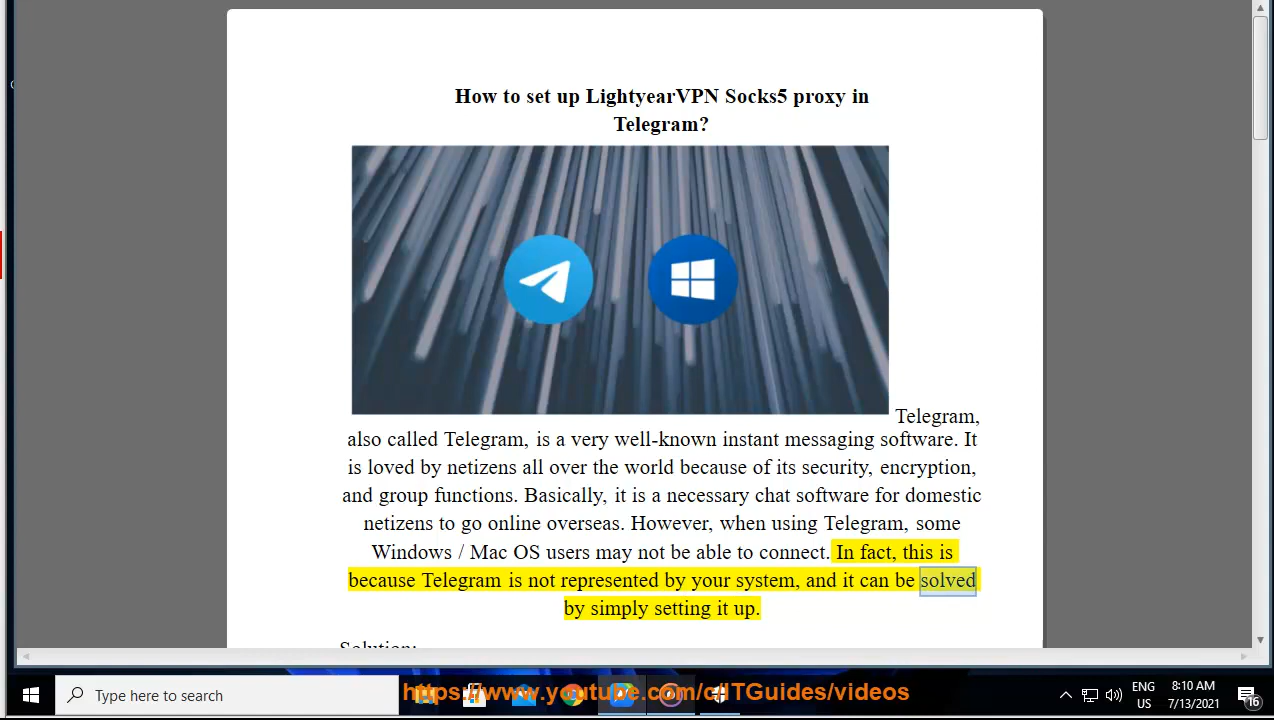 How to set up LightyearVPN Socks5 proxy in
Telegram?
Telegram,
also called Telegram, is a very well-known instant messaging software. It
is loved by netizens all over the world because of its security, encryption,
and group functions. Basically, it is a necessary chat software for domestic
netizens to go online overseas. However, when using Telegram, some
Windows / Mac OS users may not be able to connect. In fact, this is
because Telegram is not represented by your system, and it can be solved
by simply setting it up.
Solution:
Type here to search
https://www.youtube.com/c/ITGuides/videos
ENG
US
8:10 AM
7/13/2021
16